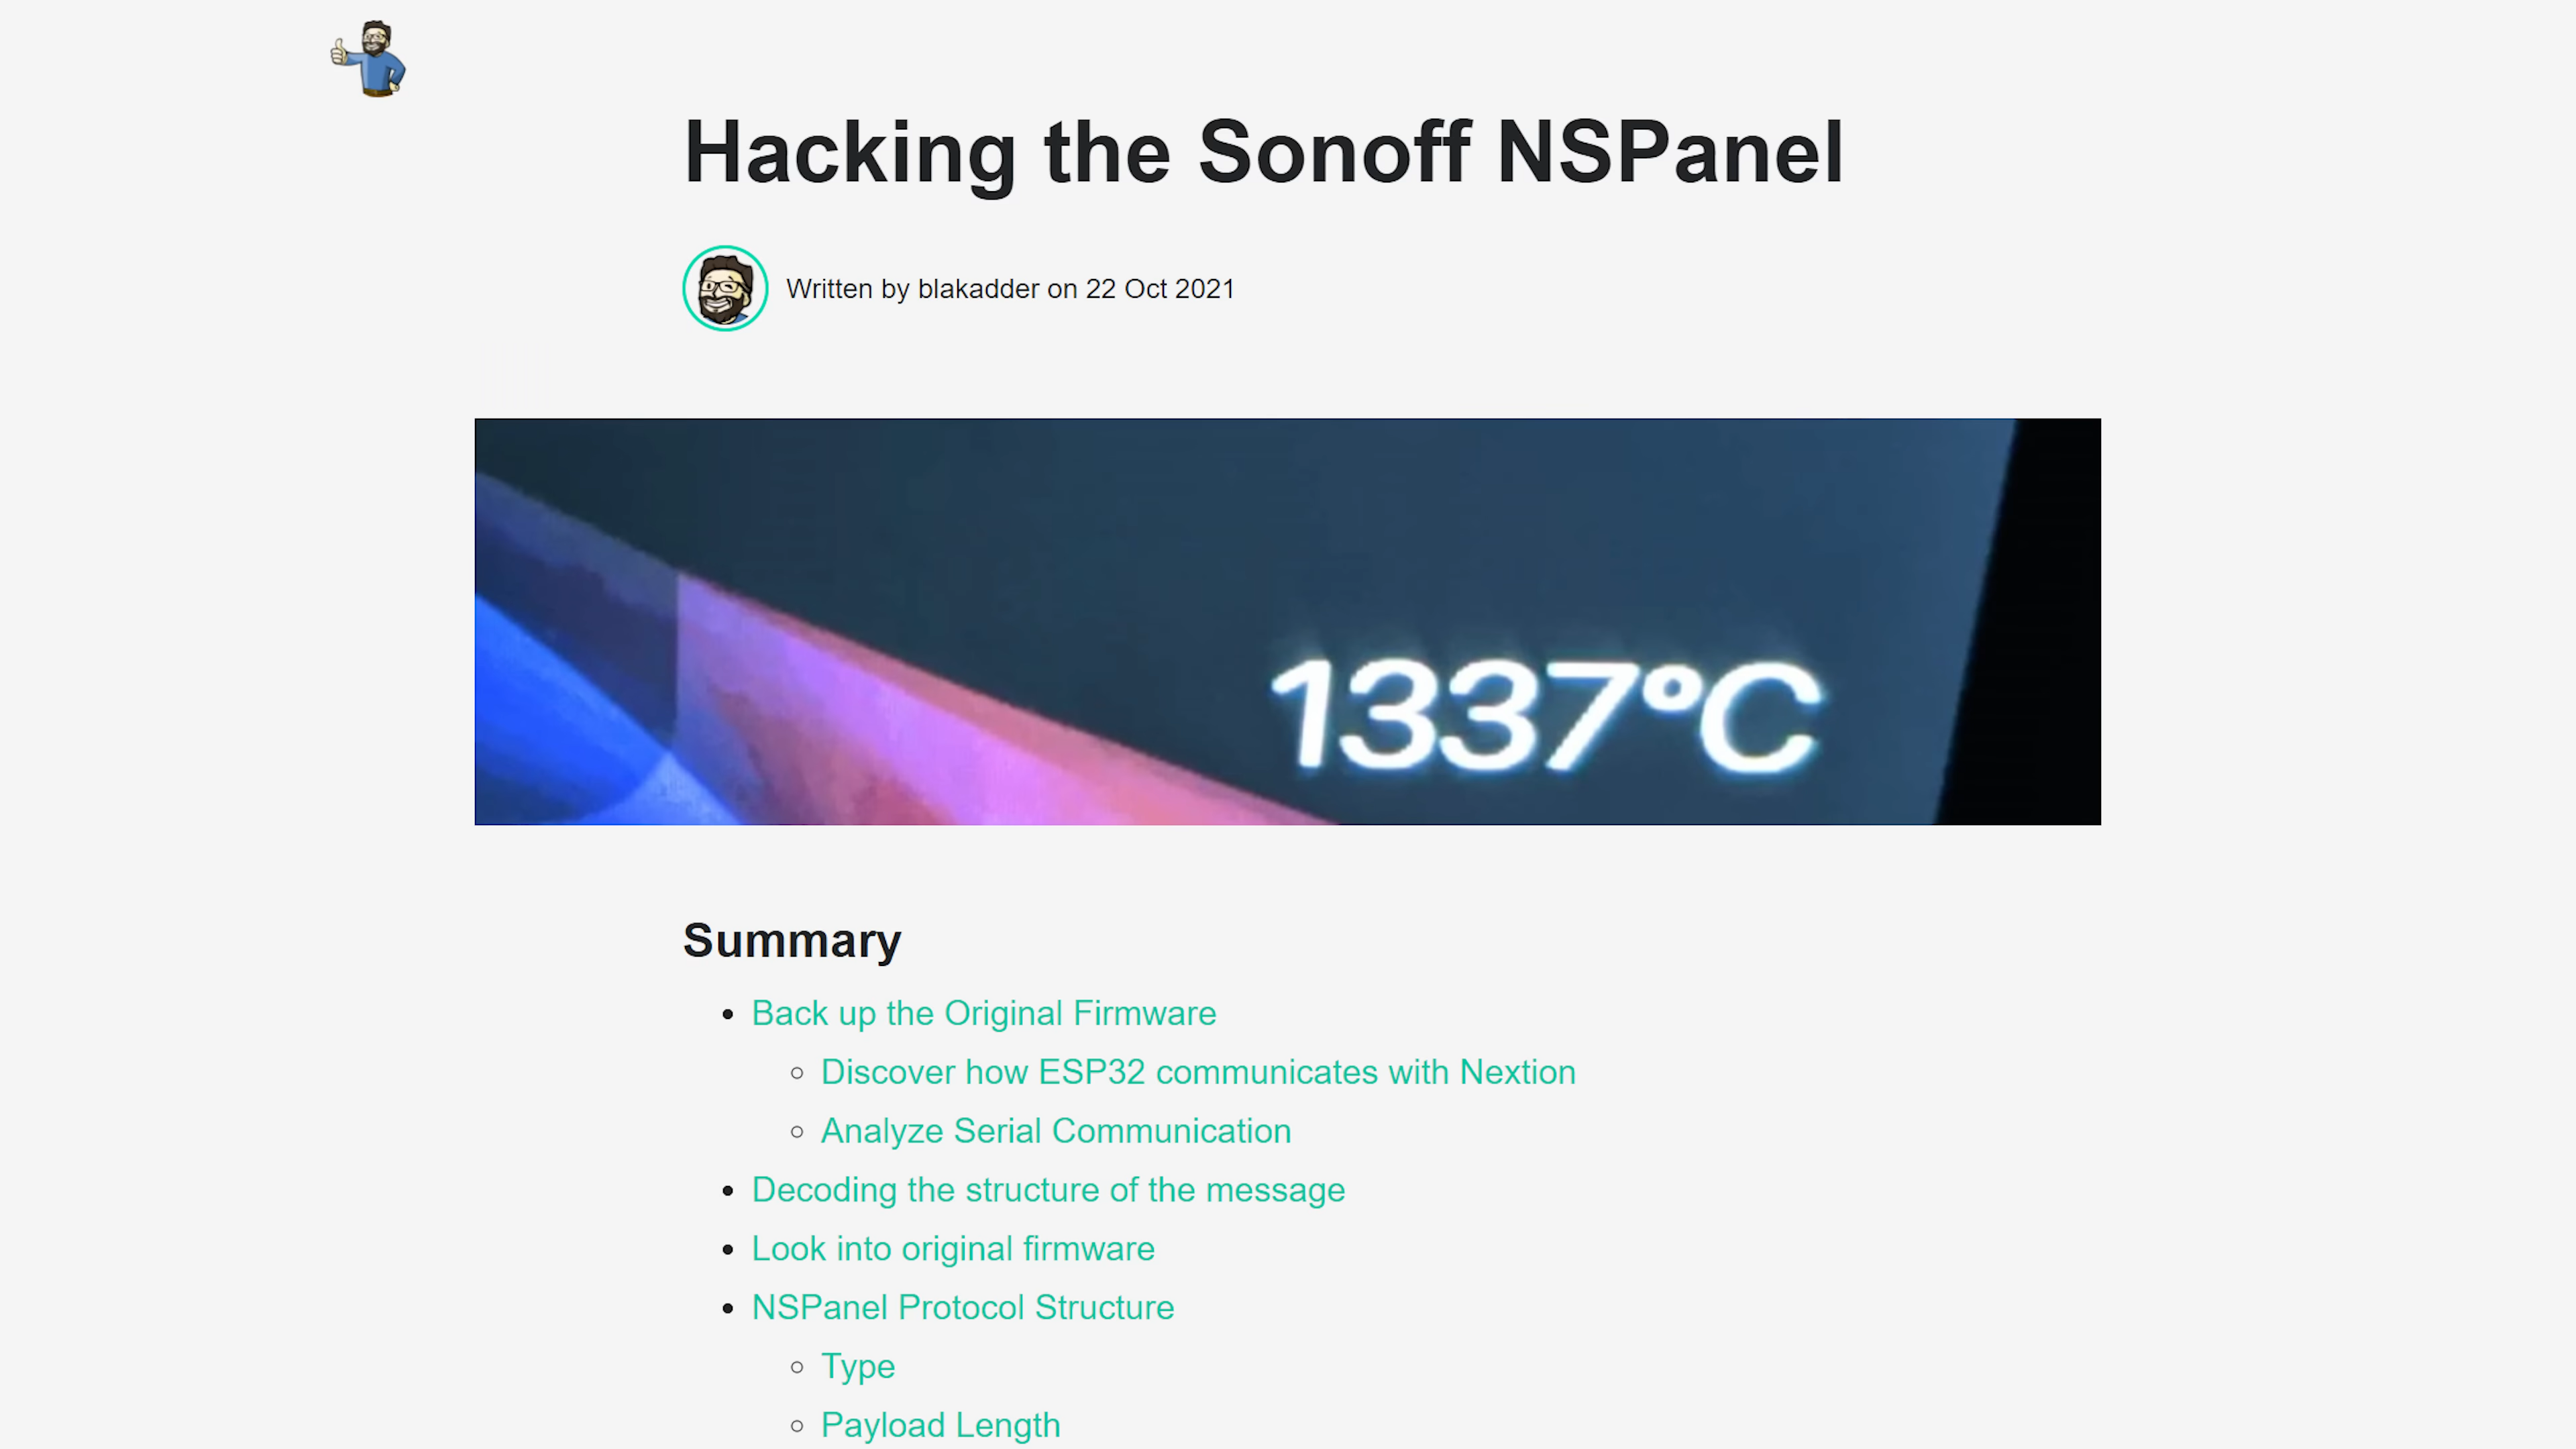 Hacking the Sonoff NSPanel
Written by blakadder on 22 Oct 2021
1337°C
Summary
Back up the Original Firmware
Discover how ESP32 communicates with Nextion
Analyze Serial Communication
Decoding the structure of the message
Look into original firmware
NSPanel Protocol Structure
Type
Payload Length